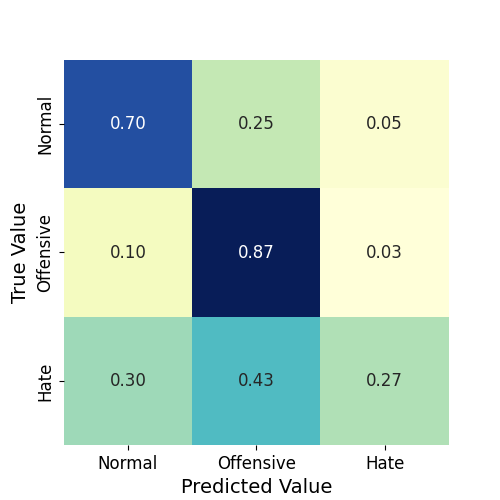 Normal 0.70 0.25 0.05
Offensive 0.10 0.87 0.03
Hate 0.30 0.43 0.27
True Value
Normal Offensive Hate
Predicted Value